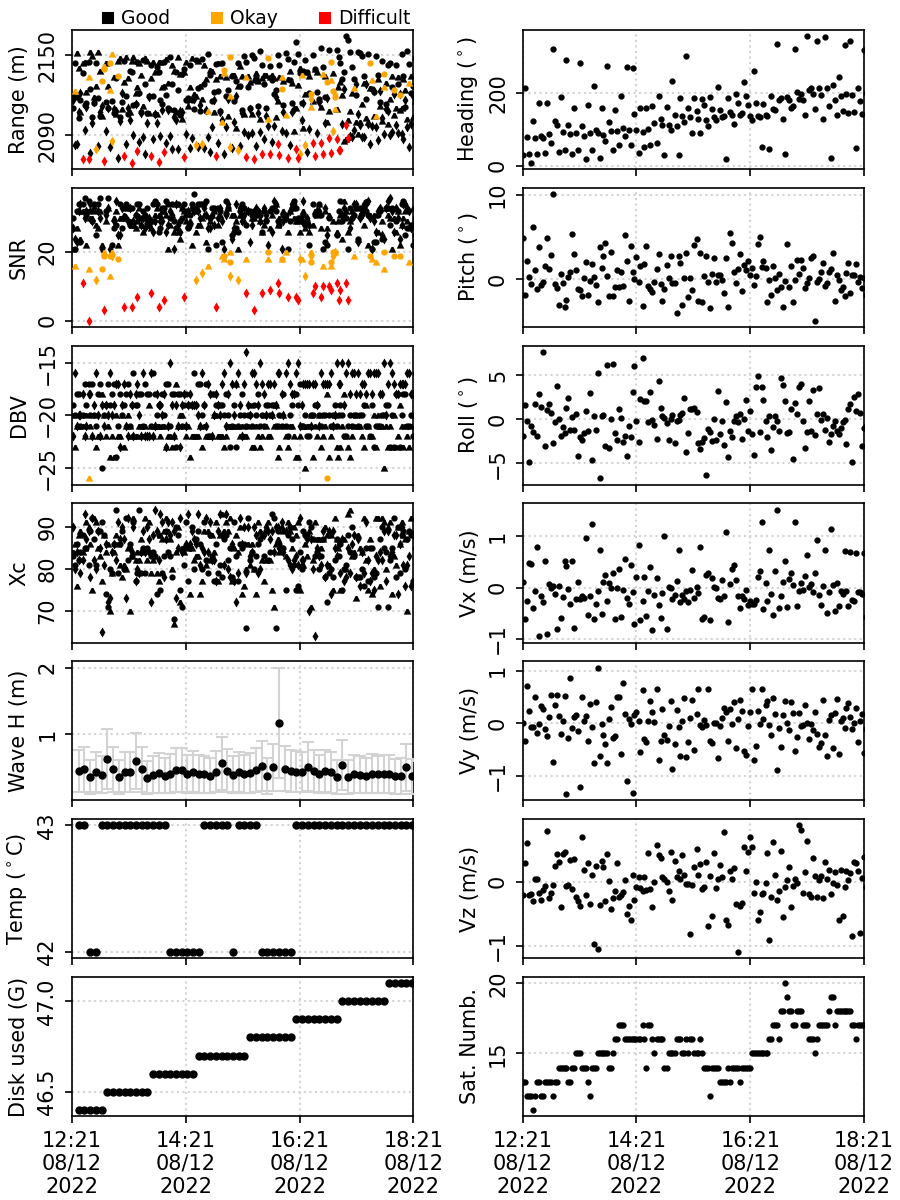 Good Okay Difficult
Range (m)
2150
2090
Heading (°)
200
0
SNR
20
0
Pitch (°)
10
0
DBV
−15
−20
−25
Roll (°)
5
0
−5
Xc
90
80
70
Vx (m/s)
1
0
−1
Wave H (m)
2
1
Vy (m/s)
1
0
−1
Temp (°C)
43
42
Vz (m/s)
0
−1
Disk used (G)
47.0
46.5
Sat. Numb.
20
15
12:21 14:21 16:21 18:21 12:21 14:21 16:21 18:21
08/12 08/12 08/12 08/12 08/12 08/12 08/12 08/12
2022 2022 2022 2022 2022 2022 2022 2022